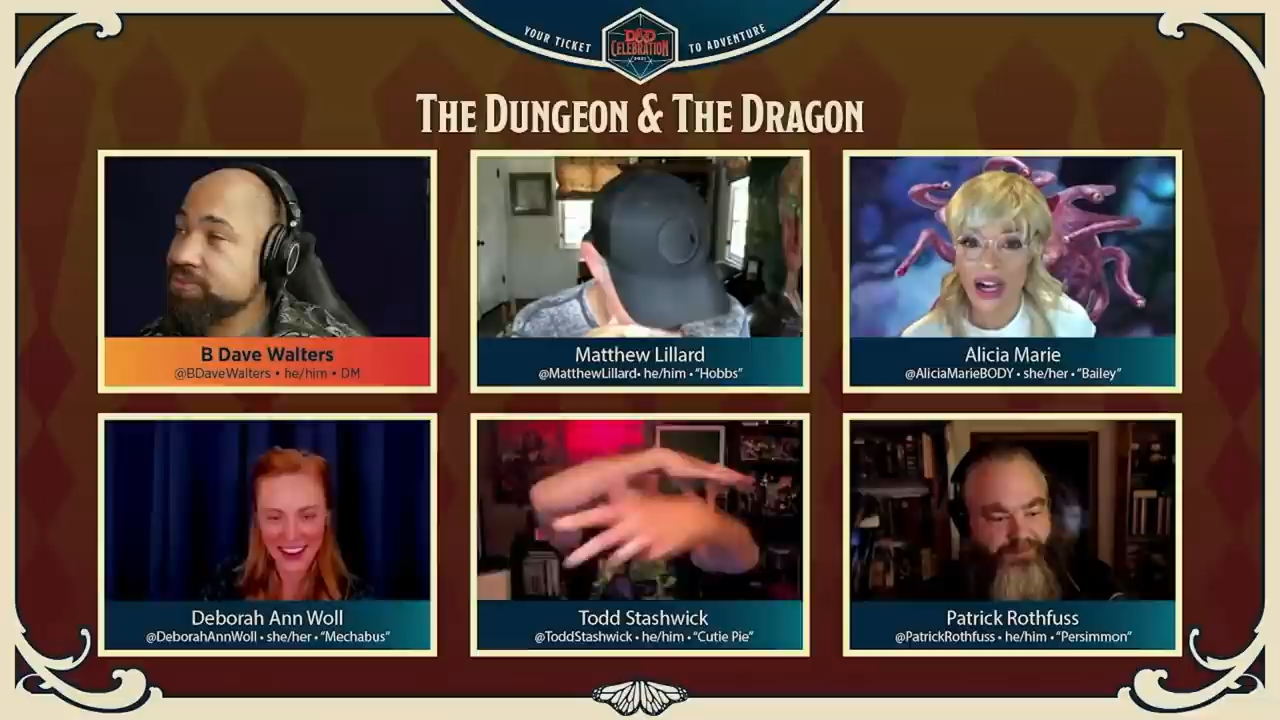 YOUR TICKET TO ADVENTURE
D&D
CELEBRATION
THE DUNGEON & THE DRAGON
B Dave Walters
@BDaveWalters • he/him • DM
Matthew Lillard
@MatthewLillard• he/him • “Hobbs”
Alicia Marie
@AliciaMarieBODY • she/her • “Bailey”
Deborah Ann Woll
@DeborahAnnWoll • she/her • “Mechabus”
Todd Stashwick
@ToddStashwick • he/him • “Cutie Pie”
Patrick Rothfuss
@PatrickRothfuss • he/him • “Persimmon”